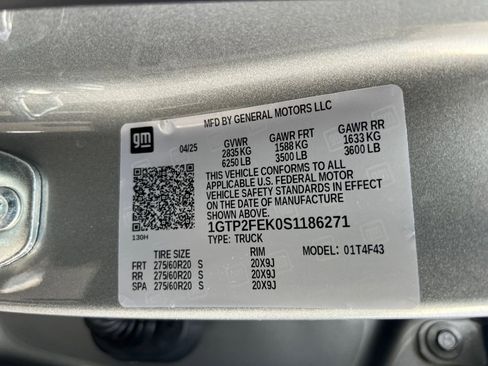 MFD BY GENERAL MOTORS LLC
gm 04/25 GVWR GAWR FRT GAWR RR
2835 KG 1588 KG 1633 KG
6250 LB 3500 LB 3600 LB
THIS VEHICLE CONFORMS TO ALL
APPLICABLE U.S. FEDERAL MOTOR
VEHICLE SAFETY STANDARDS IN EFFECT
ON THE DATE OF MANUFACTURE
SHOWN ABOVE.
1GTP2FEK0S1186271
130H TYPE: TRUCK
TIRE SIZE RIM MODEL: 01T4F43
FRT 275/60R20 S 20X9J
RR 275/60R20 S 20X9J
SPA 275/60R20 S 20X9J